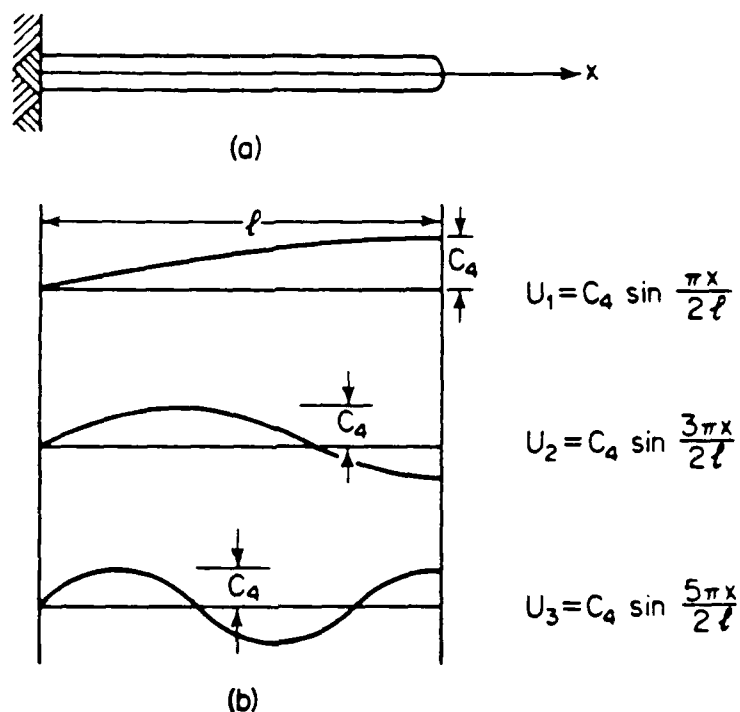 x
(a)
ℓ
C₄
U₁ = C₄ sin πx/2ℓ
C₄
U₂ = C₄ sin 3πx/2ℓ
C₄
U₃ = C₄ sin 5πx/2ℓ
(b)